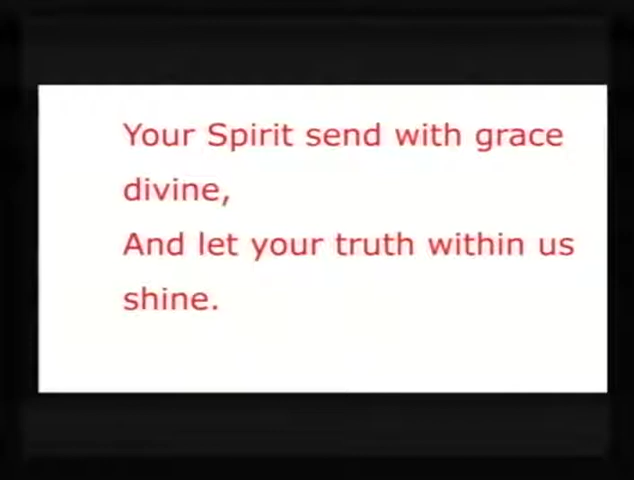 Your Spirit send with grace
divine,
And let your truth within us
shine.